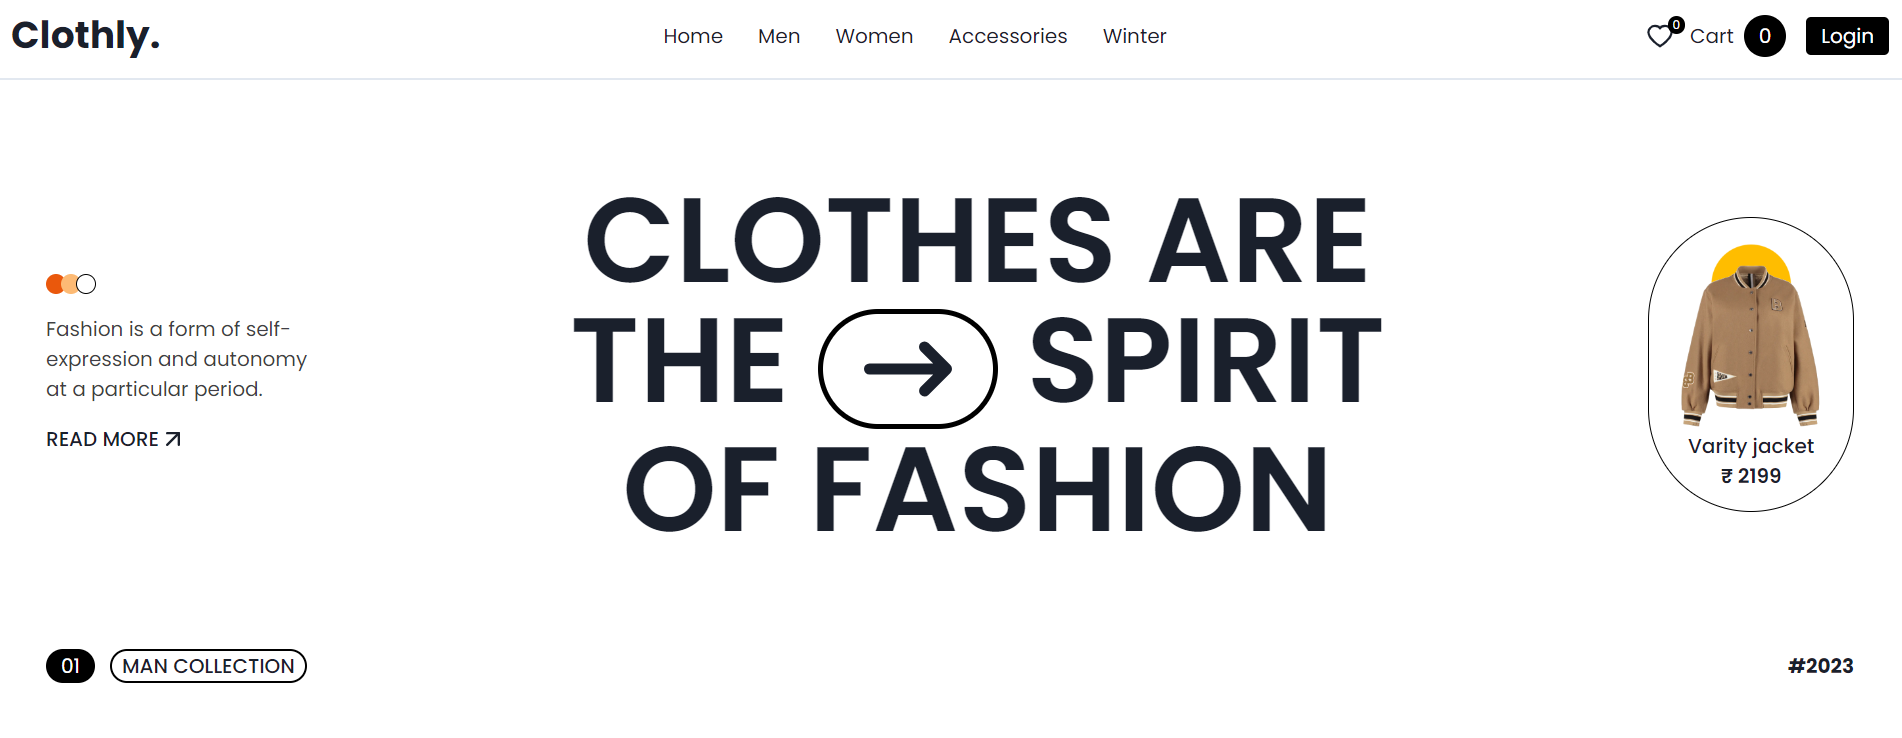 Clothly.
Home Men Women Accessories Winter
0 Cart 0 Login
CLOTHES ARE
THE SPIRIT
OF FASHION
Fashion is a form of self-
expression and autonomy
at a particular period.
READ MORE
Varity jacket
₹ 2199
01 MAN COLLECTION
#2023